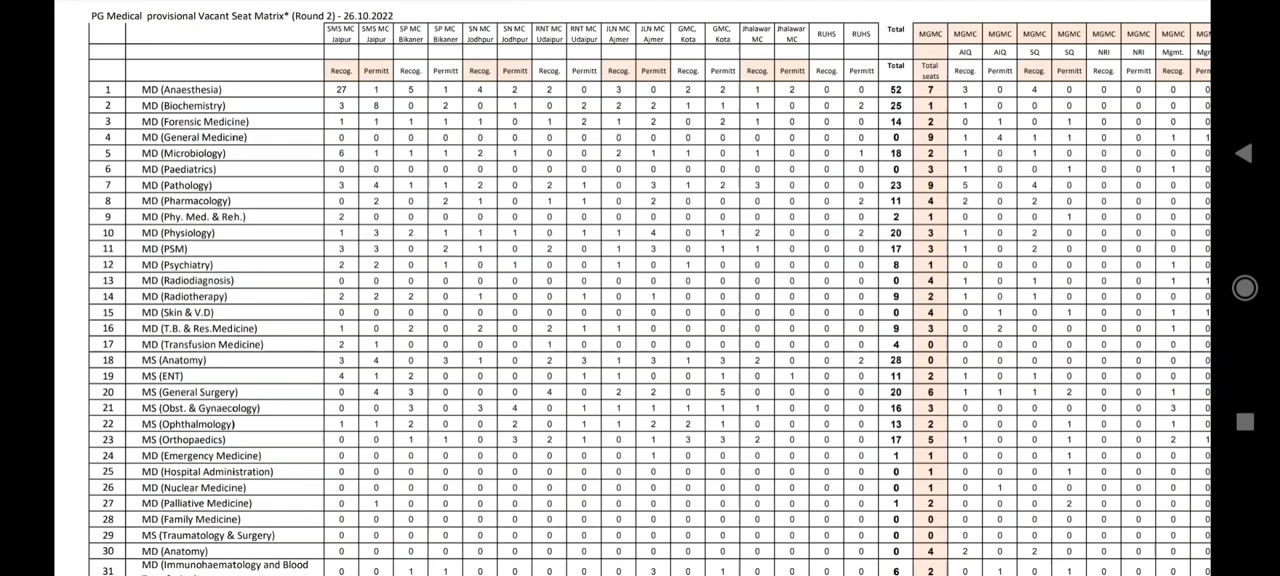 PG Medical provisional Vacant Seat Matrix* (Round 2) - 26.10.2022
SMS MC Jaipur SMS MC Jaipur SP MC Bikaner SP MC Bikaner SN MC Jodhpur SN MC Jodhpur RNT MC Udaipur RNT MC Udaipur JLN MC Ajmer JLN MC Ajmer GMC, Kota GMC, Kota Jhalawar MC Jhalawar MC RUHS RUHS Total MGMC MGMC MGMC MGMC MGMC MGMC MGMC MGMC
AIQ AIQ SQ SQ NRI NRI Mgmt.
Recog. Permitt Recog. Permitt Recog. Permitt Recog. Permitt Recog. Permitt Recog. Permitt Recog. Permitt Recog. Permitt Total Total seats Recog. Permitt Recog. Permitt Recog. Permitt Recog.
1 MD (Anaesthesia) 27 1 5 1 4 2 2 0 3 0 2 2 1 2 0 0 52 7 3 0 4 0 0 0 0 0
2 MD (Biochemistry) 3 8 0 2 0 1 0 2 2 2 1 1 1 0 0 2 25 1 1 0 0 0 0 0 0 0
3 MD (Forensic Medicine) 1 1 1 1 1 0 1 2 1 2 0 2 1 0 0 0 14 2 0 1 0 1 0 0 0 0
4 MD (General Medicine) 0 0 0 0 0 0 0 0 0 0 0 0 0 0 0 0 0 9 1 4 1 1 0 0 1 1
5 MD (Microbiology) 6 1 1 1 2 1 0 0 2 1 1 0 1 0 0 1 18 2 1 0 1 0 0 0 0 0
6 MD (Paediatrics) 0 0 0 0 0 0 0 0 0 0 0 0 0 0 0 0 0 3 1 0 0 1 0 0 1 0
7 MD (Pathology) 3 4 1 1 2 0 2 1 0 3 1 2 3 0 0 0 23 9 5 0 4 0 0 0 0 0
8 MD (Pharmacology) 0 2 0 2 1 0 1 1 0 2 0 0 0 0 0 2 11 4 2 0 2 0 0 0 0 0
9 MD (Phy. Med. & Reh.) 2 0 0 0 0 0 0 0 0 0 0 0 0 0 0 0 2 1 0 0 0 1 0 0 0 0
10 MD (Physiology) 1 3 2 1 1 1 0 1 1 4 0 1 2 0 0 2 20 3 1 0 2 0 0 0 0 0
11 MD (PSM) 3 3 0 2 1 0 2 0 1 3 0 1 1 0 0 0 17 3 1 0 2 0 0 0 0 0
12 MD (Psychiatry) 2 2 0 1 0 1 0 0 1 0 1 0 0 0 0 0 8 1 0 0 0 0 0 0 1 0
13 MD (Radiodiagnosis) 0 0 0 0 0 0 0 0 0 0 0 0 0 0 0 0 0 4 1 0 1 0 0 0 1 1
14 MD (Radiotherapy) 2 2 2 0 1 0 0 1 0 1 0 0 0 0 0 0 9 2 1 0 1 0 0 0 0 0
15 MD (Skin & V.D) 0 0 0 0 0 0 0 0 0 0 0 0 0 0 0 0 0 4 0 1 0 1 0 0 1 1
16 MD (T.B. & Res.Medicine) 1 0 2 0 2 0 2 1 1 0 0 0 0 0 0 0 9 3 0 2 0 0 0 0 1 0
17 MD (Transfusion Medicine) 2 1 0 0 0 0 1 0 0 0 0 0 0 0 0 0 4 0 0 0 0 0 0 0 0 0
18 MS (Anatomy) 3 4 0 3 1 0 2 3 1 3 1 3 2 0 0 2 28 0 0 0 0 0 0 0 0 0
19 MS (ENT) 4 1 2 0 0 0 0 1 1 0 0 1 0 1 0 0 11 2 1 0 1 0 0 0 0 0
20 MS (General Surgery) 0 4 3 0 0 0 4 0 2 2 0 5 0 0 0 0 20 6 1 1 1 2 0 0 1 0
21 MS (Obst. & Gynaecology) 0 0 3 0 3 4 0 1 1 1 1 1 1 0 0 0 16 3 0 0 0 0 0 0 3 0
22 MS (Ophthalmology) 1 1 2 0 0 2 0 1 1 2 2 1 0 0 0 0 13 2 0 0 0 1 0 0 1 0
23 MS (Orthopaedics) 0 0 1 1 0 3 2 1 0 1 3 3 2 0 0 0 17 5 1 0 0 1 0 0 2 1
24 MD (Emergency Medicine) 0 0 0 0 0 0 0 0 0 1 0 0 0 0 0 0 1 1 0 0 0 1 0 0 0 0
25 MD (Hospital Administration) 0 0 0 0 0 0 0 0 0 0 0 0 0 0 0 0 0 1 0 0 0 1 0 0 0 0
26 MD (Nuclear Medicine) 0 0 0 0 0 0 0 0 0 0 0 0 0 0 0 0 0 1 0 1 0 0 0 0 0 0
27 MD (Palliative Medicine) 0 1 0 0 0 0 0 0 0 0 0 0 0 0 0 0 1 2 0 0 0 2 0 0 0 0
28 MD (Family Medicine) 0 0 0 0 0 0 0 0 0 0 0 0 0 0 0 0 0 0 0 0 0 0 0 0 0 0
29 MS (Traumatology & Surgery) 0 0 0 0 0 0 0 0 0 0 0 0 0 0 0 0 0 0 0 0 0 0 0 0 0 0
30 MD (Anatomy) 0 0 0 0 0 0 0 0 0 0 0 0 0 0 0 0 0 4 2 0 2 0 0 0 0 0
31 MD (Immunohaematology and Blood 0 0 1 1 0 0 0 0 0 3 0 1 0 0 0 0 6 2 0 1 0 1 0 0 0 0